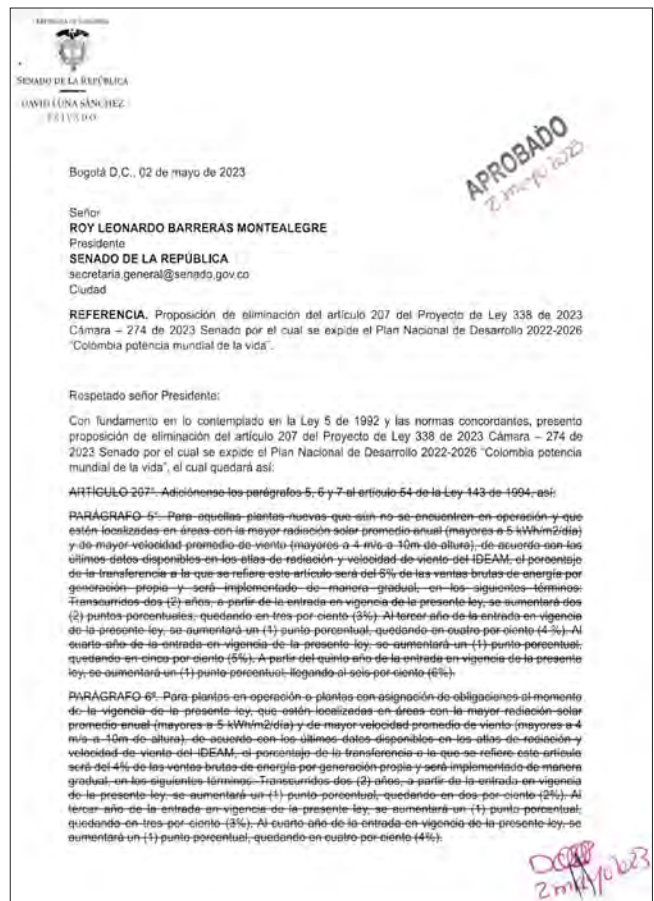 REPÚBLICA DE COLOMBIA
SENADO DE LA REPÚBLICA
DAVID LUNA SÁNCHEZ
APROBADO
2 mayo 2023
Bogotá D.C., 02 de mayo de 2023
Señor
ROY LEONARDO BARRERAS MONTEALEGRE
Presidente
SENADO DE LA REPÚBLICA
secretaria.general@senado.gov.co
Ciudad
REFERENCIA. Proposición de eliminación del artículo 207 del Proyecto de Ley 338 de 2023
Cámara – 274 de 2023 Senado por el cual se expide el Plan Nacional de Desarrollo 2022-2026
“Colombia potencia mundial de la vida”.
Respetado señor Presidente:
Con fundamento en lo contemplado en la Ley 5 de 1992 y las normas concordantes, presento
proposición de eliminación del artículo 207 del Proyecto de Ley 338 de 2023 Cámara – 274 de
2023 Senado por el cual se expide el Plan Nacional de Desarrollo 2022-2026 “Colombia potencia
mundial de la vida”, el cual quedará así:
ARTÍCULO 207°. Adiciónense los parágrafos 5, 6 y 7 al artículo 54 de la Ley 143 de 1994, así:
PARÁGRAFO 5°. Para aquellas plantas nuevas que aún no se encuentren en operación y que
estén localizadas en áreas con la mayor radiación solar promedio anual (mayores a 5 kWh/m2/día)
y de mayor velocidad promedio de viento (mayores a 4 m/s a 10m de altura), de acuerdo con los
últimos datos disponibles en los atlas de radiación y velocidad de viento del IDEAM, el porcentaje
de la transferencia a la que se refiere este artículo será del 6% de las ventas brutas de energía por
generación propia y será implementado de manera gradual, en los siguientes términos:
Transcurridos dos (2) años, a partir de la entrada en vigencia de la presente ley, se aumentará dos
(2) puntos porcentuales, quedando en tres por ciento (3%). Al tercer año de la entrada en vigencia
de la presente ley, se aumentará un (1) punto porcentual, quedando en cuatro por ciento (4 %). Al
cuarto año de la entrada en vigencia de la presente ley, se aumentará un (1) punto porcentual,
quedando en cinco por ciento (5%). A partir del quinto año de la entrada en vigencia de la presente
ley, se aumentará un (1) punto porcentual, llegando al seis por ciento (6%).
PARÁGRAFO 6°. Para plantas en operación o plantas con asignación de obligaciones al momento
de la vigencia de la presente ley, que están localizadas en áreas con la mayor radiación solar
promedio anual (mayores a 5 kWh/m2/día) y de mayor velocidad promedio de viento (mayores a 4
m/s a 10m de altura), de acuerdo con los últimos datos disponibles en los atlas de radiación y
velocidad de viento del IDEAM, el porcentaje de la transferencia a la que se refiere este artículo
será del 4% de las ventas brutas de energía por generación propia y será implementado de manera
gradual, en los siguientes términos: Transcurridos dos (2) años, a partir de la entrada en vigencia
de la presente ley, se aumentará un (1) punto porcentual, quedando en dos por ciento (2%). Al
tercer año de la entrada en vigencia de la presente ley, se aumentará un (1) punto porcentual,
quedando en tres por ciento (3%). Al cuarto año de la entrada en vigencia de la presente ley, se
aumentará un (1) punto porcentual, quedando en cuatro por ciento (4%).
2 mayo 23